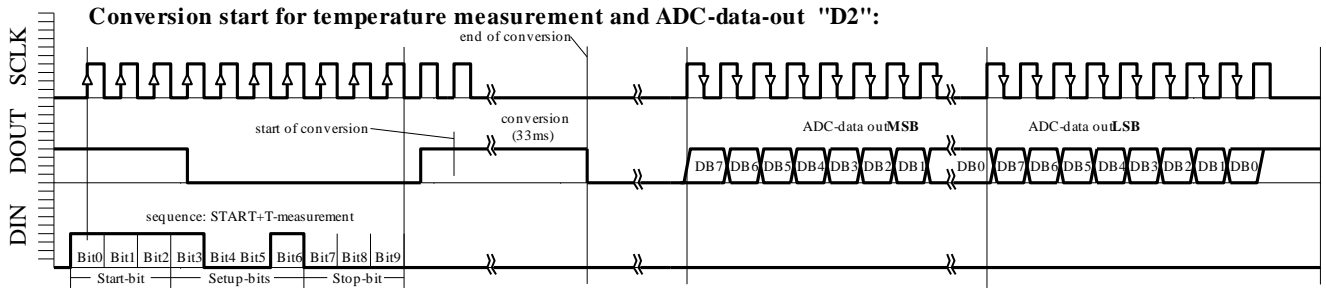 Conversion start for temperature measurement and ADC-data-out "D2":
end of conversion
SCLK
start of conversion
conversion
(33ms)
ADC-data outMSB
ADC-data outLSB
DOUT
DB7 DB6 DB5 DB4 DB3 DB2 DB1 DB0 DB7 DB6 DB5 DB4 DB3 DB2 DB1 DB0
sequence: START+T-measurement
DIN
Bit0 Bit1 Bit2 Bit3 Bit4 Bit5 Bit6 Bit7 Bit8 Bit9
Start-bit Setup-bits Stop-bit